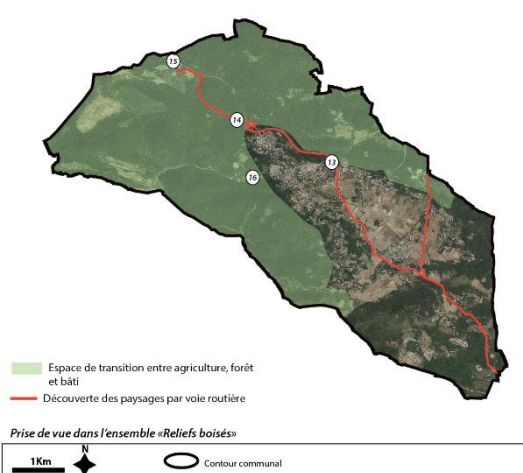 15
14
13
16
Espace de transition entre agriculture, forêt
et bâti
Découverte des paysages par voie routière
Prise de vue dans l'ensemble «Reliefs boisés»
N
1Km
Contour communal